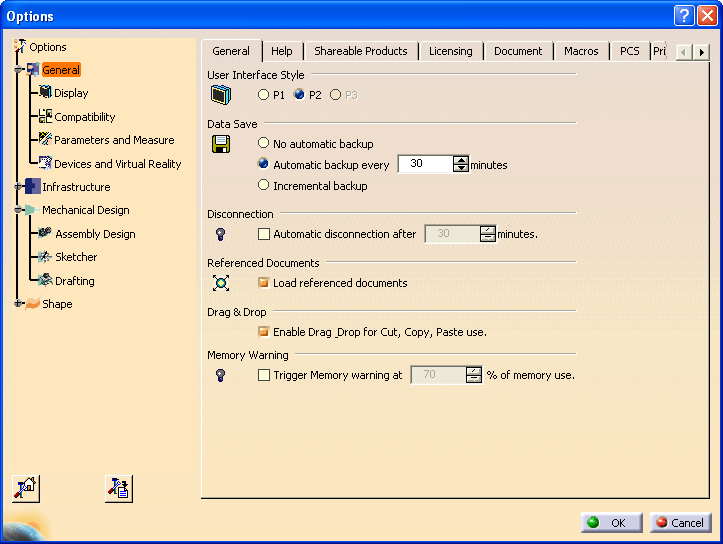 Options
Options
General
Display
Compatibility
Parameters and Measure
Devices and Virtual Reality
Infrastructure
Mechanical Design
Assembly Design
Sketcher
Drafting
Shape
General Help Shareable Products Licensing Document Macros PCS Pri
User Interface Style
P1 P2 P3
Data Save
No automatic backup
Automatic backup every 30 minutes
Incremental backup
Disconnection
Automatic disconnection after 30 minutes.
Referenced Documents
Load referenced documents
Drag & Drop
Enable Drag _Drop for Cut, Copy, Paste use.
Memory Warning
Trigger Memory warning at 70 % of memory use.
OK Cancel